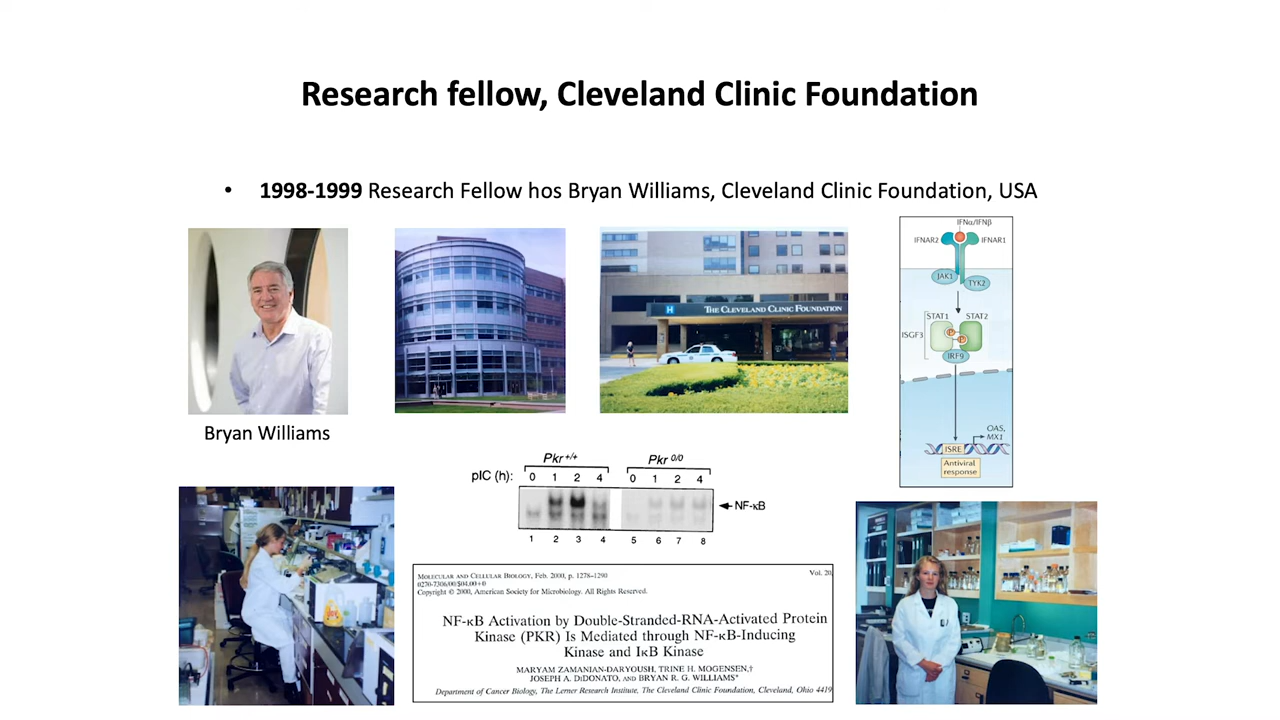 Research fellow, Cleveland Clinic Foundation
• 1998-1999 Research Fellow hos Bryan Williams, Cleveland Clinic Foundation, USA
Bryan Williams
H THE CLEVELAND CLINIC FOUNDATION
IFNα/IFNβ
IFNAR2
IFNAR1
JAK1
TYK2
STAT1
STAT2
P
P
ISGF3
IRF9
OAS,
MX1
ISRE
Antiviral
response
Pkr+/+ Pkr 0/0
pIC (h): 0 1 2 4 0 1 2 4
NF-κB
1 2 3 4 5 6 7 8
MOLECULAR AND CELLULAR BIOLOGY, Feb. 2000, p. 1278–1290 Vol. 20,
0270-7306/00/$04.00+0
Copyright © 2000, American Society for Microbiology. All Rights Reserved.
NF-κB Activation by Double-Stranded-RNA-Activated Protein
Kinase (PKR) Is Mediated through NF-κB-Inducing
Kinase and IκB Kinase
MARYAM ZAMANIAN-DARYOUSH, TRINE H. MOGENSEN,†
JOSEPH A. DIDONATO, AND BRYAN R. G. WILLIAMS*
Department of Cancer Biology, The Lerner Research Institute, The Cleveland Clinic Foundation, Cleveland, Ohio 4419